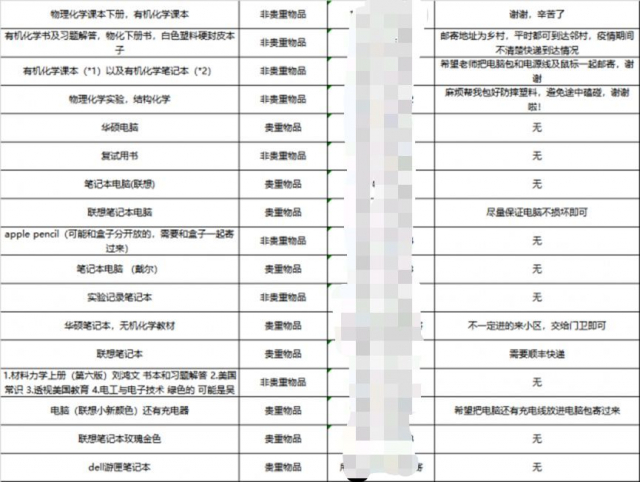 物理化学课本下册，有机化学课本 非贵重物品 谢谢，辛苦了
有机化学书及习题解答，物化下册书，白色塑料硬封皮本子 非贵重物品 邮寄地址为乡村，平时都可到达邻村，疫情期间不清楚快递到达情况
有机化学课本（*1）以及有机化学笔记本（*2） 非贵重物品 希望老师把电脑包和电源线及鼠标一起邮寄，谢谢
物理化学实验，结构化学 非贵重物品 麻烦帮我包好防摔塑料，避免途中磕碰，谢谢啦！
华硕电脑 贵重物品 无
复试用书 非贵重物品 无
笔记本电脑(联想) 贵重物品 无
联想笔记本电脑 贵重物品 尽量保证电脑不损坏即可
apple pencil（可能和盒子分开放的，需要和盒子一起寄过来） 非贵重物品 无
笔记本电脑 （戴尔） 贵重物品 无
实验记录笔记本 非贵重物品 无
华硕笔记本，无机化学教材 贵重物品 不一定进的来小区，交给门卫即可
联想笔记本 贵重物品 需要顺丰快递
1.材料力学上册（第六版）刘鸿文 书本和习题解答 2.美国常识 3.透视美国教育 4.电工与电子技术 绿色的 可能是吴 非贵重物品 无
电脑（联想小新颜色）还有充电器 贵重物品 希望把电脑还有充电线放进电脑包寄过来
联想笔记本玫瑰金色 贵重物品 无
dell游匣笔记本 贵重物品 无